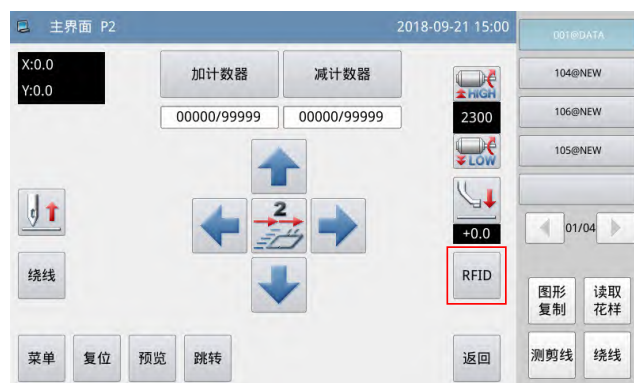 主界面 P2
2018-09-21 15:00
001@DATA
X:0.0
Y:0.0
加计数器
减计数器
HIGH
104@NEW
00000/99999
00000/99999
2300
106@NEW
LOW
105@NEW
2
+0.0
01/04
绕线
RFID
图形
复制
读取
花样
菜单
复位
预览
跳转
返回
测剪线
绕线